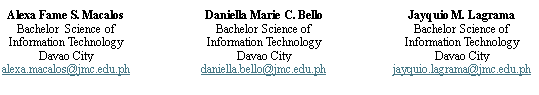 Alexa Fame S. Macalos
Bachelor Science of
Information Technology
Davao City
alexa.macalos@jmc.edu.ph
Daniella Marie C. Bello
Bachelor Science of
Information Technology
Davao City
daniella.bello@jmc.edu.ph
Jayquio M. Lagrama
Bachelor Science of
Information Technology
Davao City
jayquio.lagrama@jmc.edu.ph